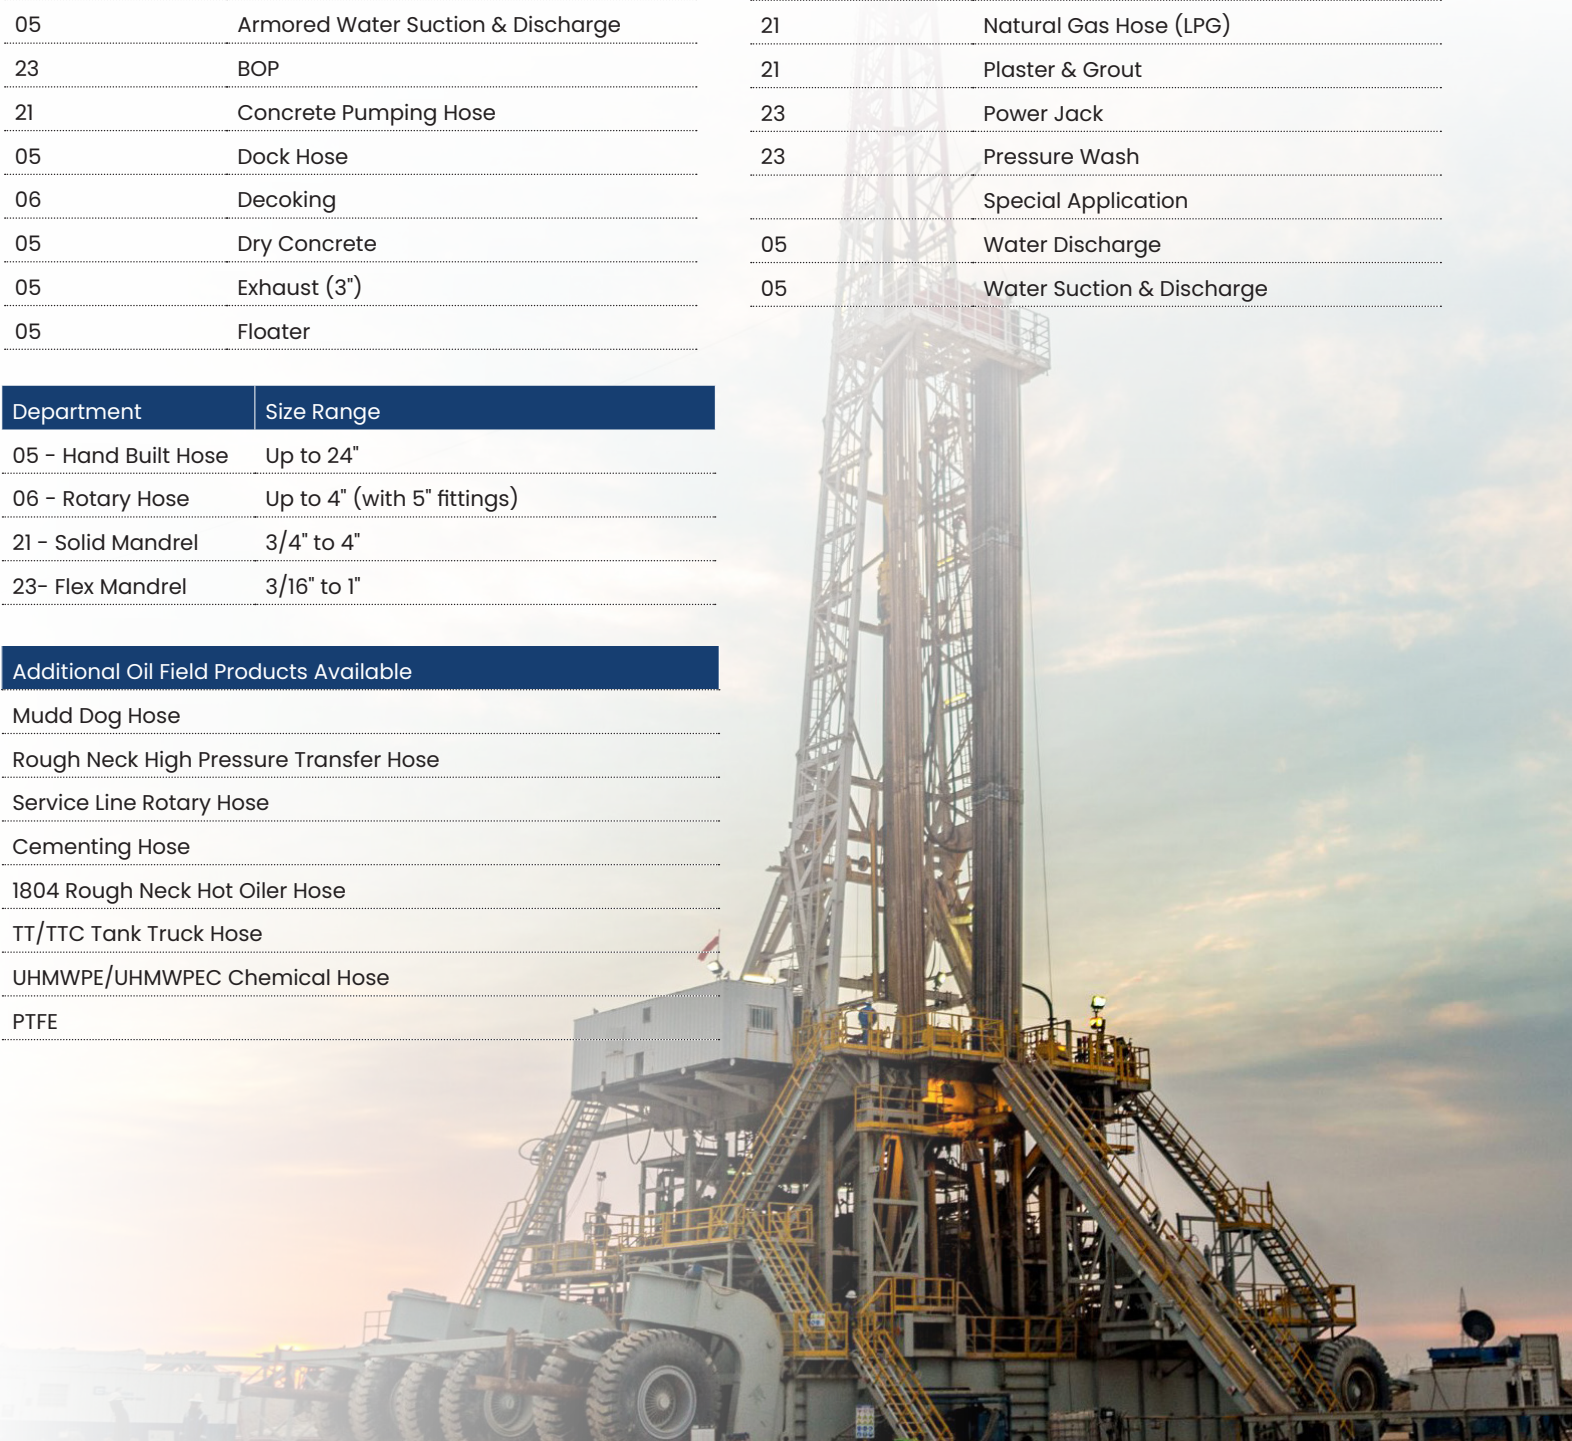 05 Armored Water Suction & Discharge
23 BOP
21 Concrete Pumping Hose
05 Dock Hose
06 Decoking
05 Dry Concrete
05 Exhaust (3")
05 Floater
21 Natural Gas Hose (LPG)
21 Plaster & Grout
23 Power Jack
23 Pressure Wash
Special Application
05 Water Discharge
05 Water Suction & Discharge
Department Size Range
05 - Hand Built Hose Up to 24"
06 - Rotary Hose Up to 4" (with 5" fittings)
21 - Solid Mandrel 3/4" to 4"
23- Flex Mandrel 3/16" to 1"
Additional Oil Field Products Available
Mudd Dog Hose
Rough Neck High Pressure Transfer Hose
Service Line Rotary Hose
Cementing Hose
1804 Rough Neck Hot Oiler Hose
TT/TTC Tank Truck Hose
UHMWPE/UHMWPEC Chemical Hose
PTFE